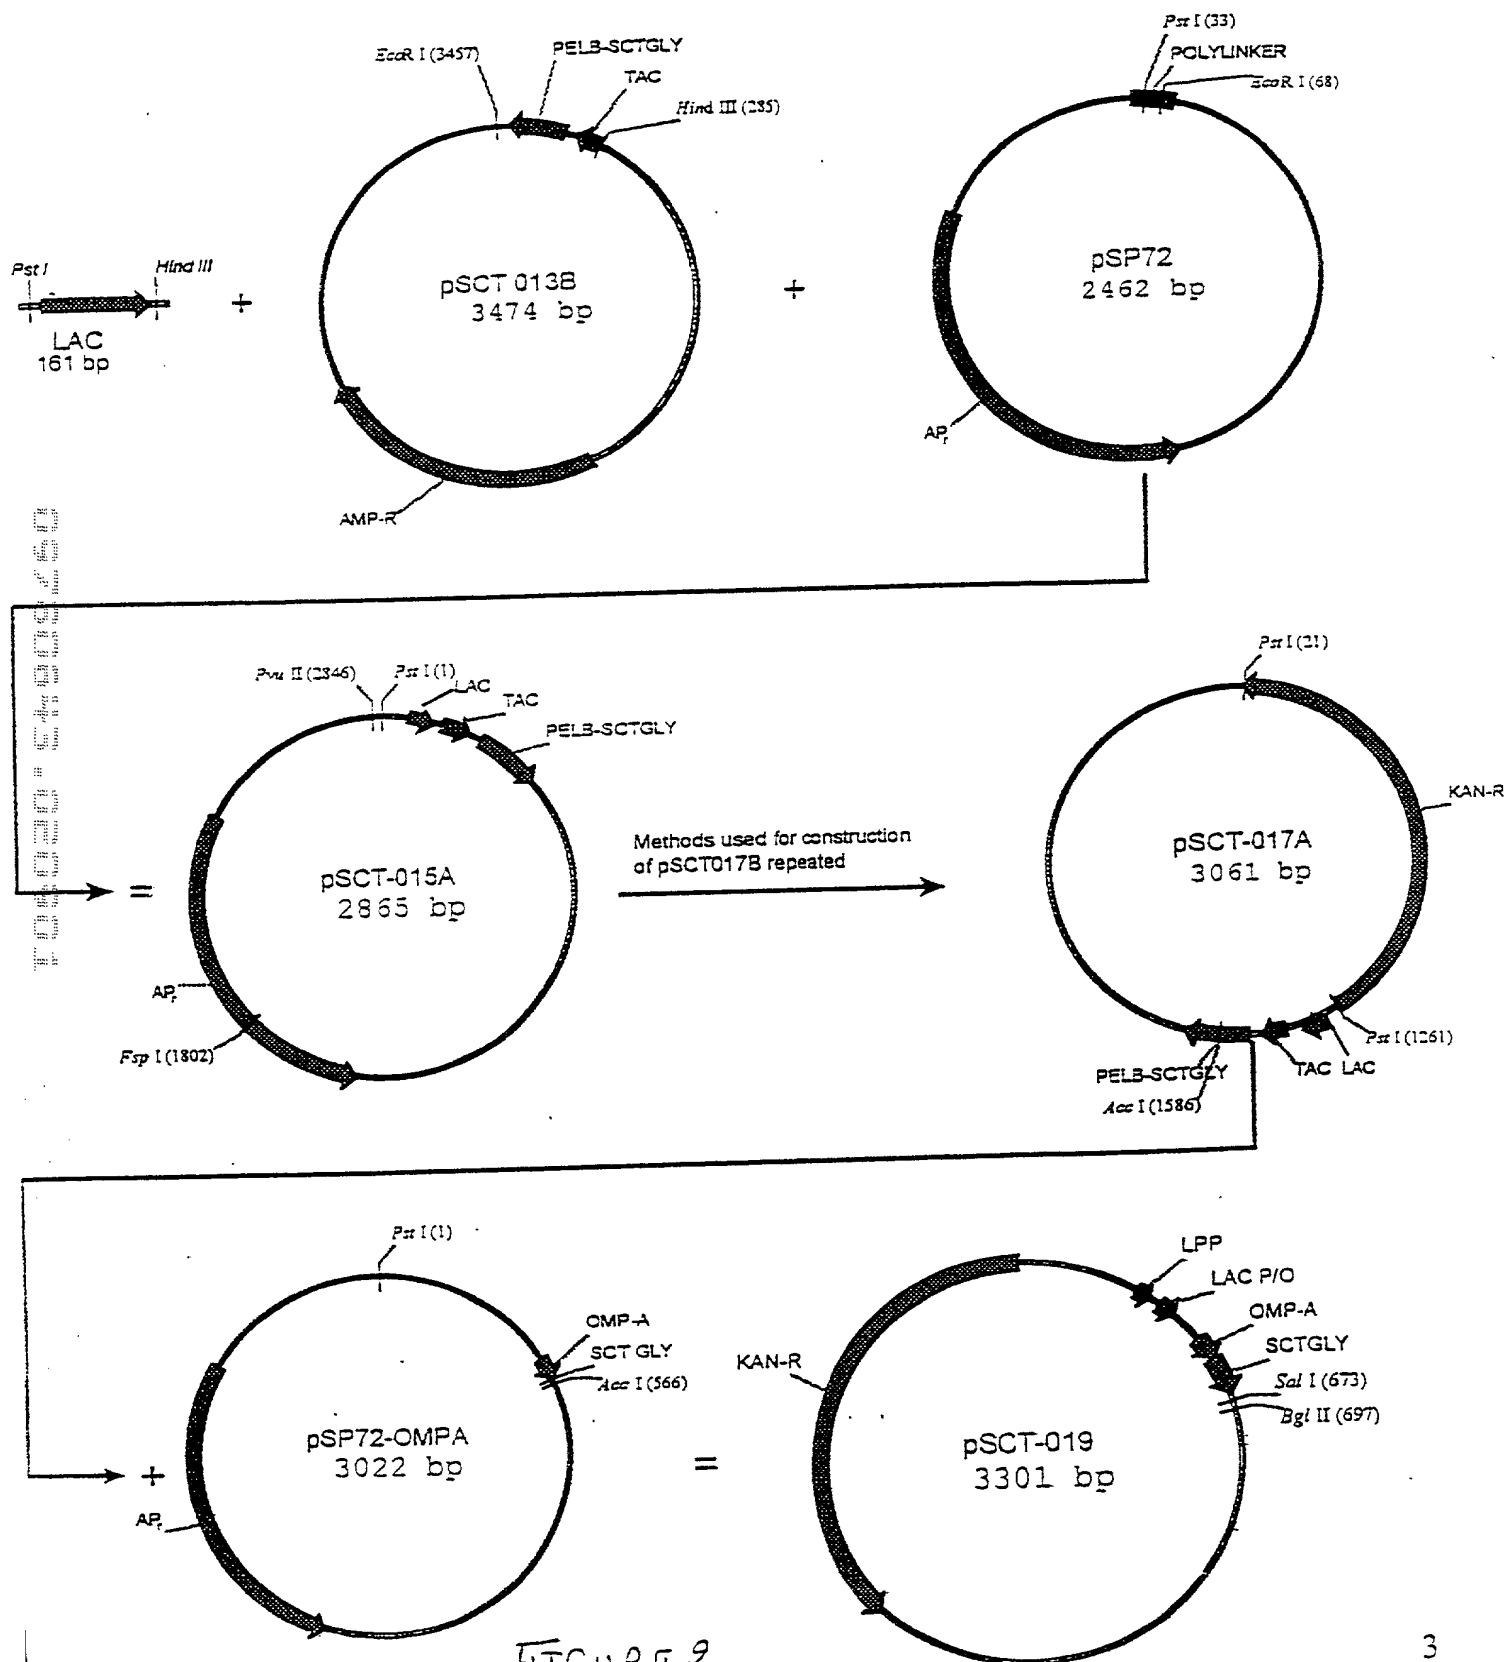 EcoR I (3457)
PELB-SCTGLY
TAC
Hind III (285)
Pst I (33)
POLYLINKER
EcoR I (68)
Pst I
Hind III
LAC
161 bp
+
pSCT 013B
3474 bp
+
pSP72
2462 bp
APr
AMP-R
Pvu II (2846)
Pst I (1)
LAC
TAC
PELB-SCTGLY
Pst I (21)
KAN-R
=
pSCT-015A
2865 bp
Methods used for construction
of pSCT017B repeated
pSCT-017A
3061 bp
APr
Fsp I (1802)
Pst I (1261)
TAC LAC
PELB-SCTGLY
Acc I (1586)
Pst I (1)
OMP-A
SCT GLY
Acc I (566)
LPP
LAC P/O
OMP-A
SCTGLY
Sal I (673)
Bgl II (697)
KAN-R
+
pSP72-OMPA
3022 bp
=
pSCT-019
3301 bp
APr
FIGURE 9
3